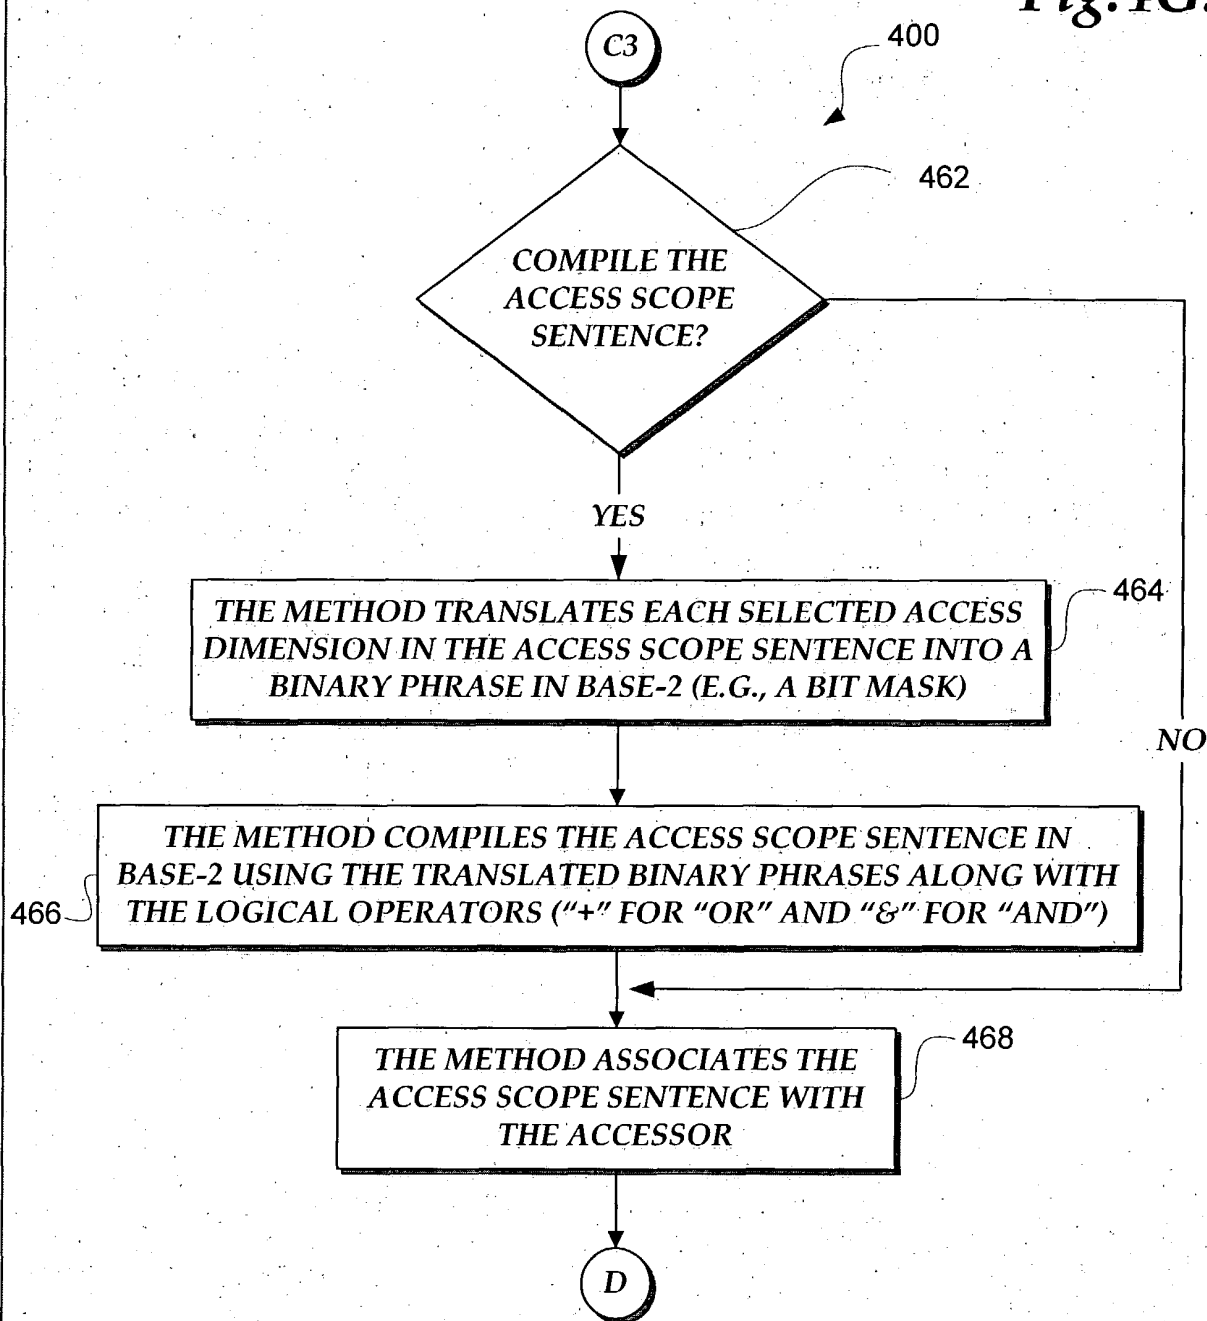 C3
400
462
COMPILE THE
ACCESS SCOPE
SENTENCE?
YES
464
THE METHOD TRANSLATES EACH SELECTED ACCESS
DIMENSION IN THE ACCESS SCOPE SENTENCE INTO A
BINARY PHRASE IN BASE-2 (E.G., A BIT MASK)
NO
THE METHOD COMPILES THE ACCESS SCOPE SENTENCE IN
BASE-2 USING THE TRANSLATED BINARY PHRASES ALONG WITH
THE LOGICAL OPERATORS ("+" FOR "OR" AND "&" FOR "AND")
466
468
THE METHOD ASSOCIATES THE
ACCESS SCOPE SENTENCE WITH
THE ACCESSOR
D